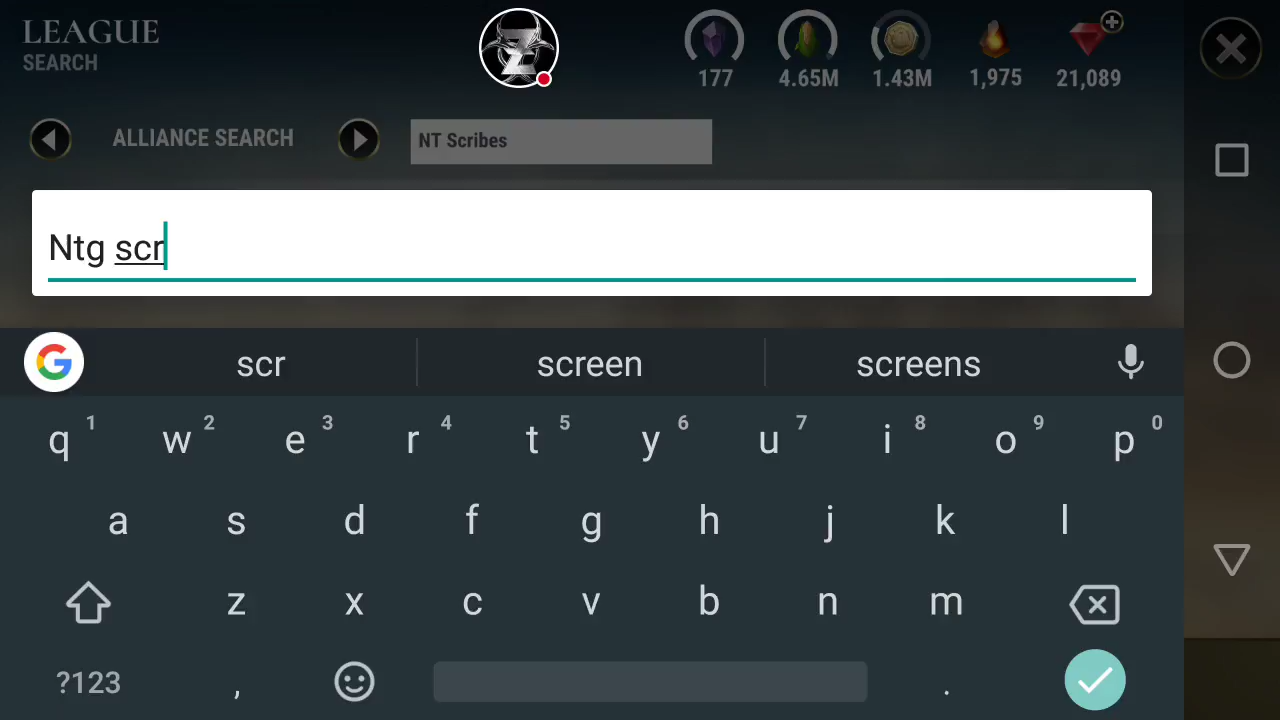 LEAGUE
SEARCH
177
4.65M
1.43M
1,975
21,089
ALLIANCE SEARCH
NT Scribes
Ntg scr
scr
screen
screens
q 1 w 2 e 3 r 4 t 5 y 6 u 7 i 8 o 9 p 0
a s d f g h j k l
z x c v b n m
?123 , .